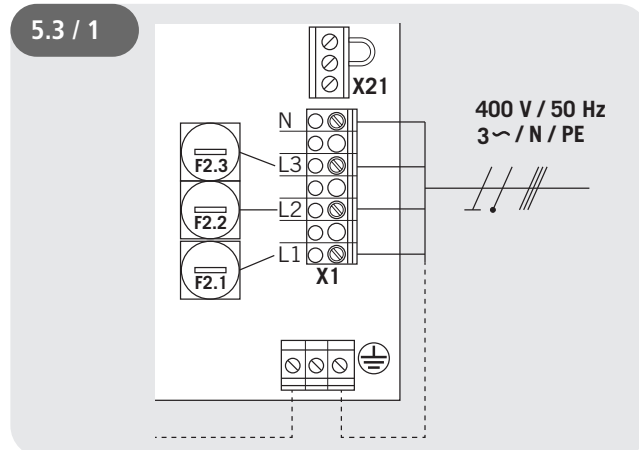 5.3 / 1
X21
N
400 V / 50 Hz
3~ / N / PE
F2.3
L3
F2.2
L2
L1
F2.1
X1